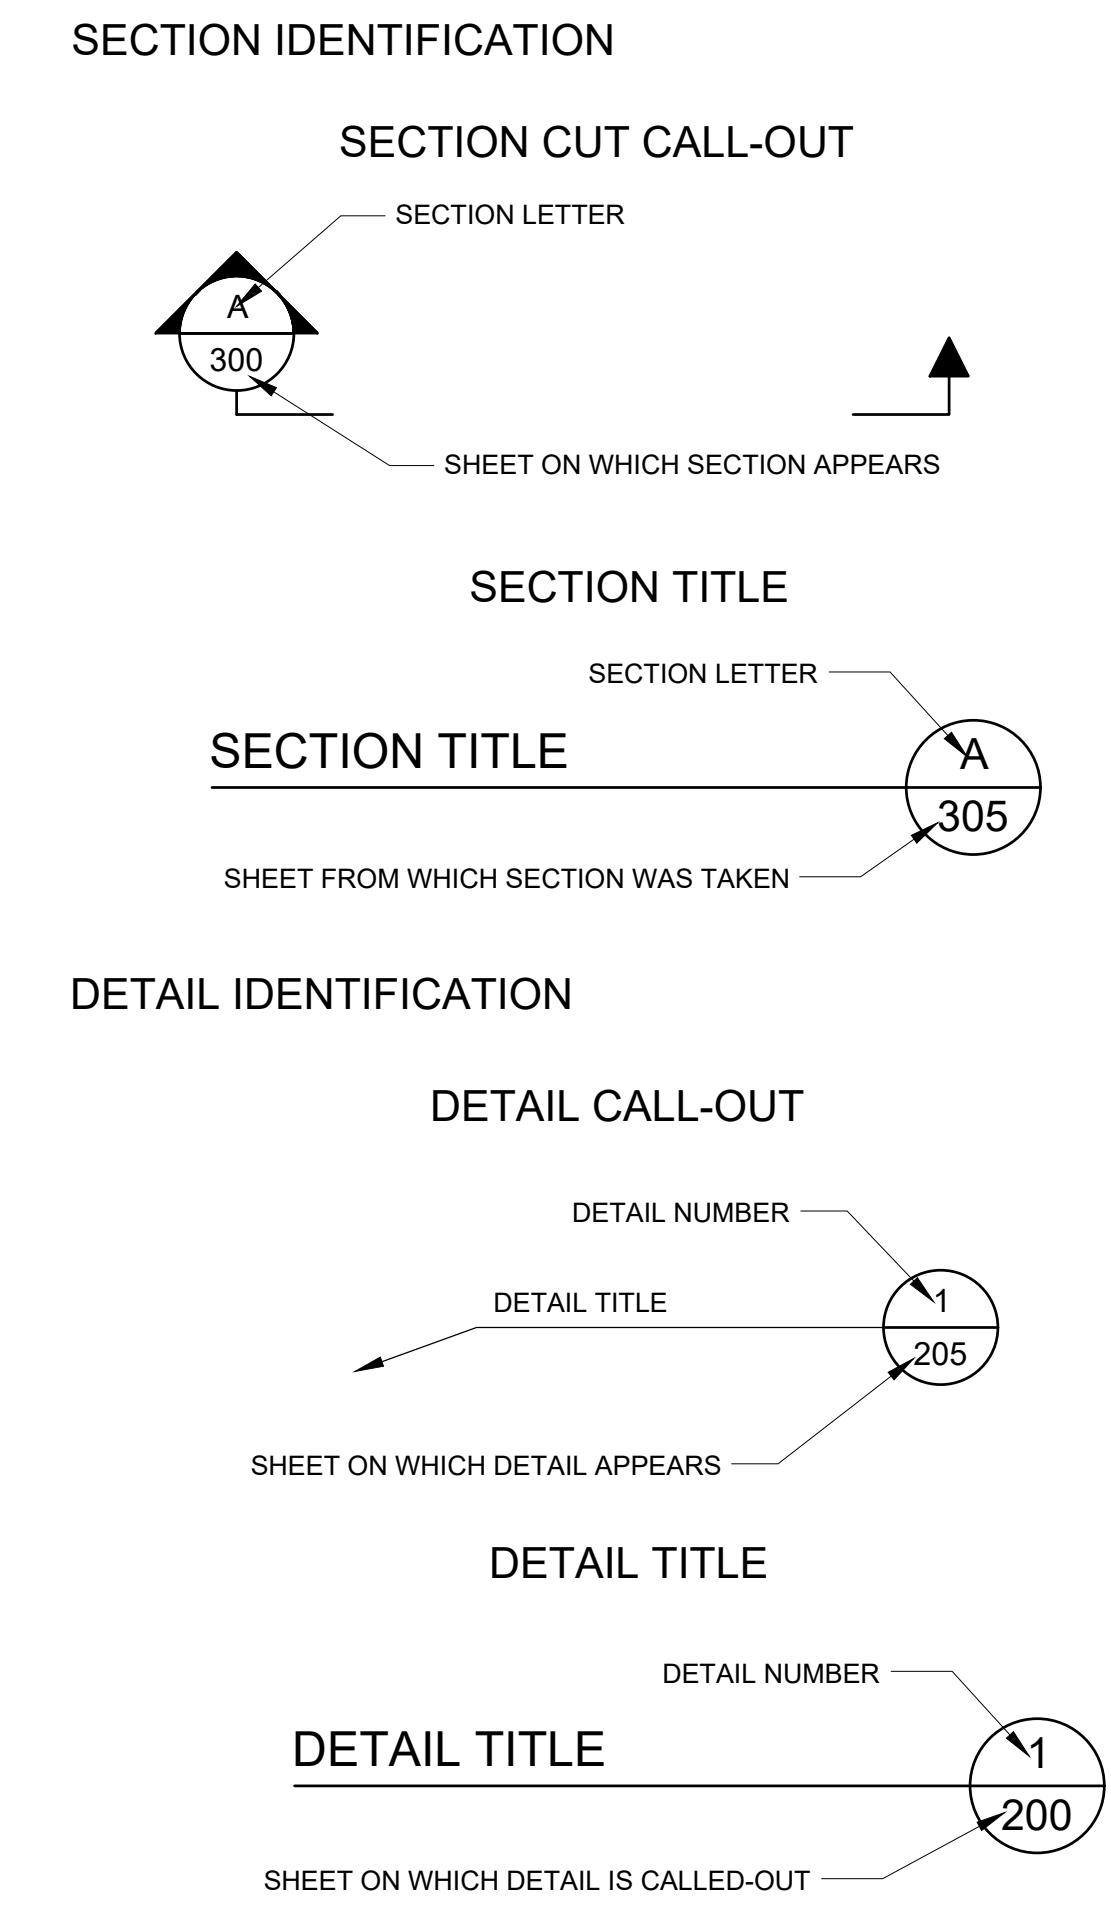 SECTION IDENTIFICATION
SECTION CUT CALL-OUT
SECTION LETTER
A
300
SHEET ON WHICH SECTION APPEARS
SECTION TITLE
SECTION LETTER
SECTION TITLE
A
305
SHEET FROM WHICH SECTION WAS TAKEN
DETAIL IDENTIFICATION
DETAIL CALL-OUT
DETAIL NUMBER
DETAIL TITLE
1
205
SHEET ON WHICH DETAIL APPEARS
DETAIL TITLE
DETAIL NUMBER
DETAIL TITLE
1
200
SHEET ON WHICH DETAIL IS CALLED-OUT